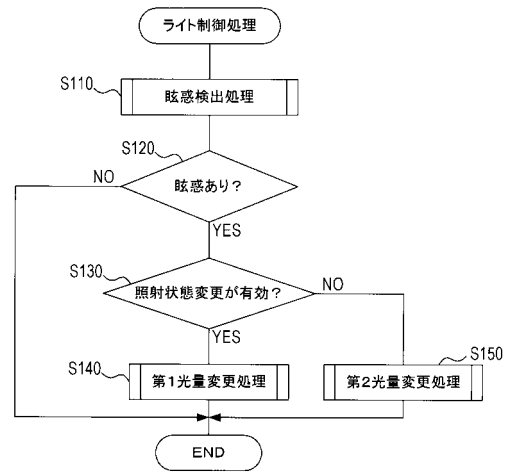 ライト制御処理
S110
眩惑検出処理
S120
NO
眩惑あり?
YES
S130
NO
照射状態変更が有効?
YES
S140
第1光量変更処理
S150
第2光量変更処理
END